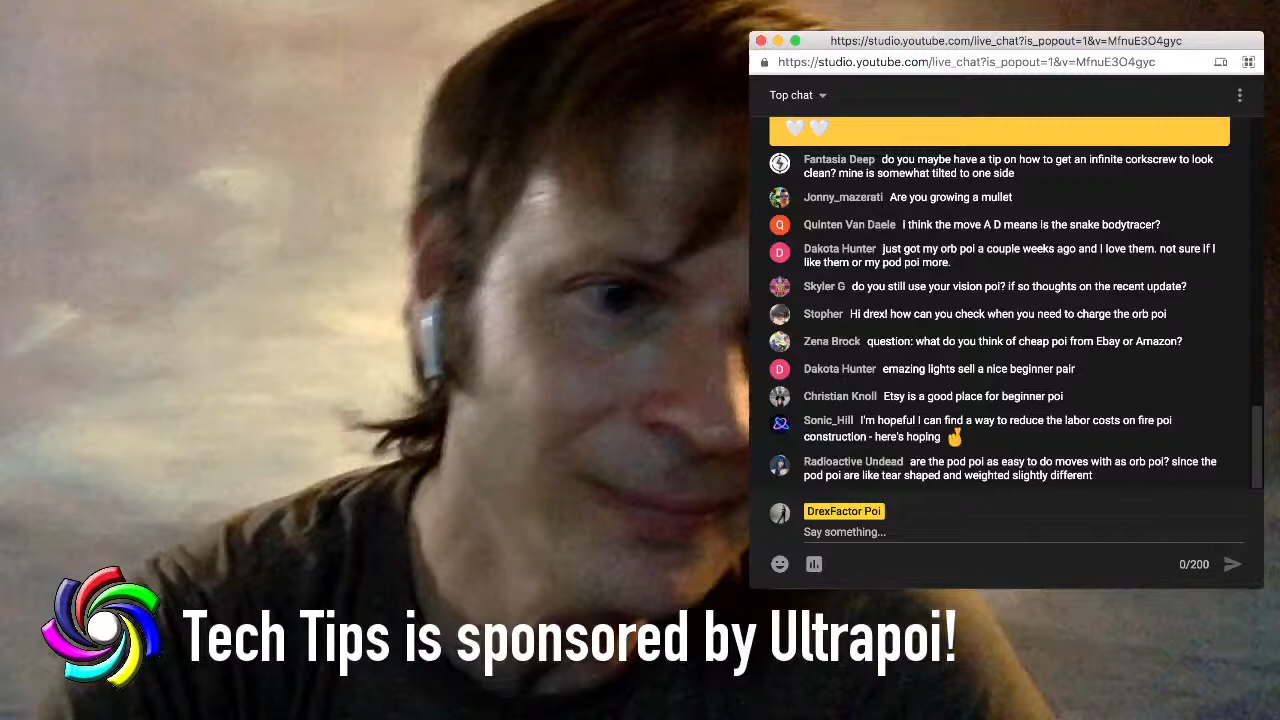 https://studio.youtube.com/live_chat?is_popout=1&v=MfnuE3O4gyc
https://studio.youtube.com/live_chat?is_popout=1&v=MfnuE3O4gyc
Top chat
Fantasia Deep do you maybe have a tip on how to get an infinite corkscrew to look
clean? mine is somewhat tilted to one side
Jonny_mazerati Are you growing a mullet
Quinten Van Daele i think the move A D means is the snake bodytracer?
Dakota Hunter just got my orb poi a couple weeks ago and I love them. not sure if I
like them or my pod poi more.
Skyler G do you still use your vision poi? if so thoughts on the recent update?
Stopher Hi drex! how can you check when you need to charge the orb poi
Zena Brock question: what do you think of cheap poi from Ebay or Amazon?
D Dakota Hunter emazing lights sell a nice beginner pair
Christian Knoll Etsy is a good place for beginner poi
Sonic_Hill I'm hopeful I can find a way to reduce the labor costs on fire poi
construction - here's hoping
Radioactive Undead are the pod poi as easy to do moves with as orb poi? since the
pod poi are like tear shaped and weighted slightly different
DrexFactor Poi
Say something...
0/200
Tech Tips is sponsored by Ultrapoi!